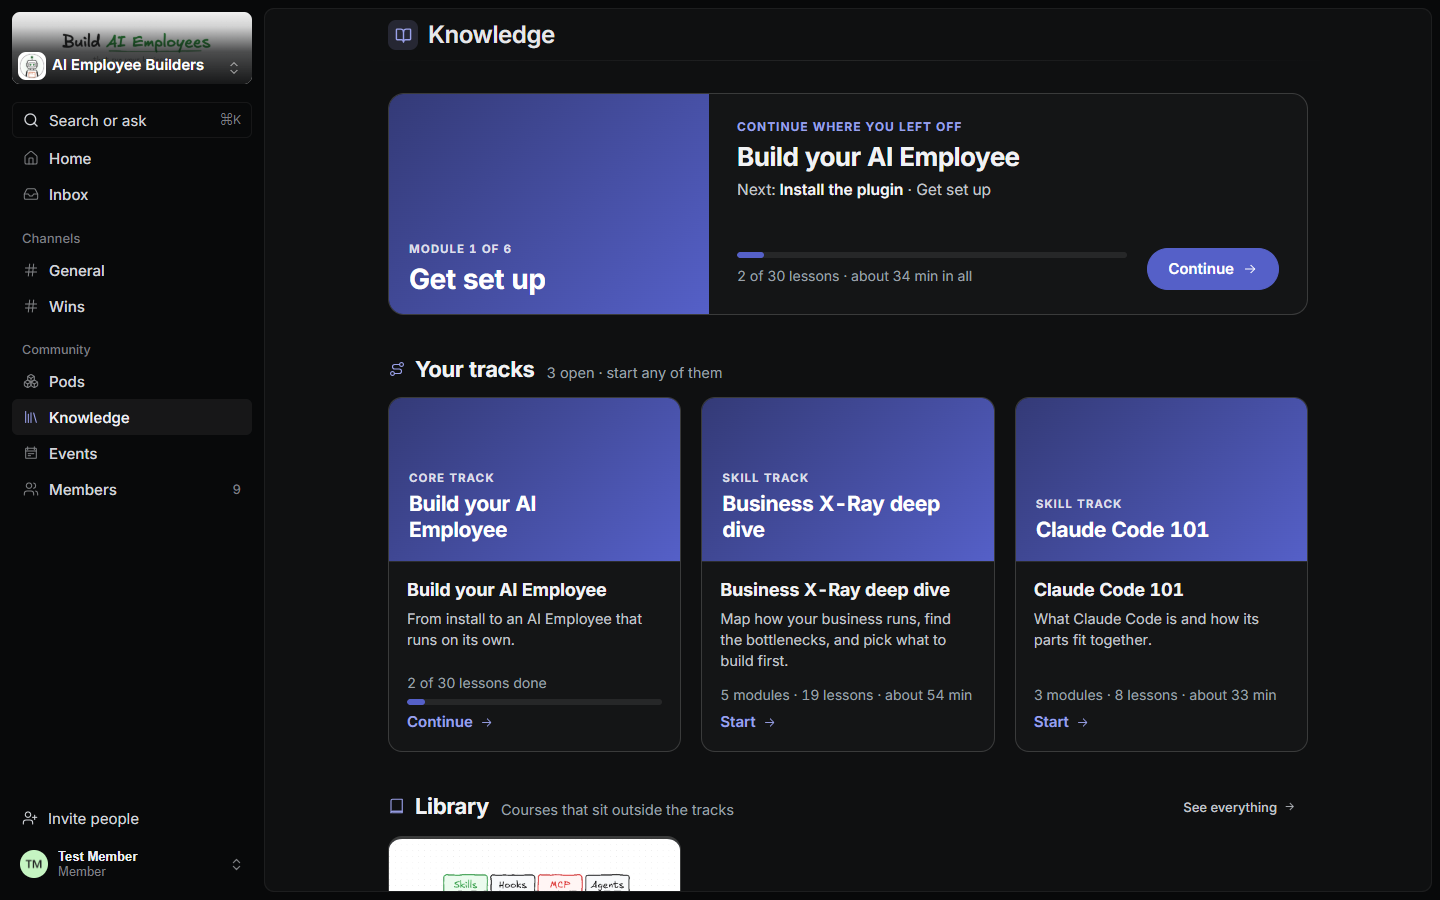 Build AI Employees
AI Employee Builders
Search or ask
⌘K
Home
Inbox
Channels
General
Wins
Community
Pods
Knowledge
Events
Members
9
Invite people
TM
Test Member
Member
Knowledge
MODULE 1 OF 6
Get set up
CONTINUE WHERE YOU LEFT OFF
Build your AI Employee
Next: Install the plugin · Get set up
2 of 30 lessons · about 34 min in all
Continue →
Your tracks
3 open · start any of them
CORE TRACK
Build your AI
Employee
Build your AI Employee
From install to an AI Employee that
runs on its own.
2 of 30 lessons done
Continue →
SKILL TRACK
Business X-Ray deep
dive
Business X-Ray deep dive
Map how your business runs, find
the bottlenecks, and pick what to
build first.
5 modules · 19 lessons · about 54 min
Start →
SKILL TRACK
Claude Code 101
Claude Code 101
What Claude Code is and how its
parts fit together.
3 modules · 8 lessons · about 33 min
Start →
Library
Courses that sit outside the tracks
See everything →
Skills
Hooks
MCP
Agents